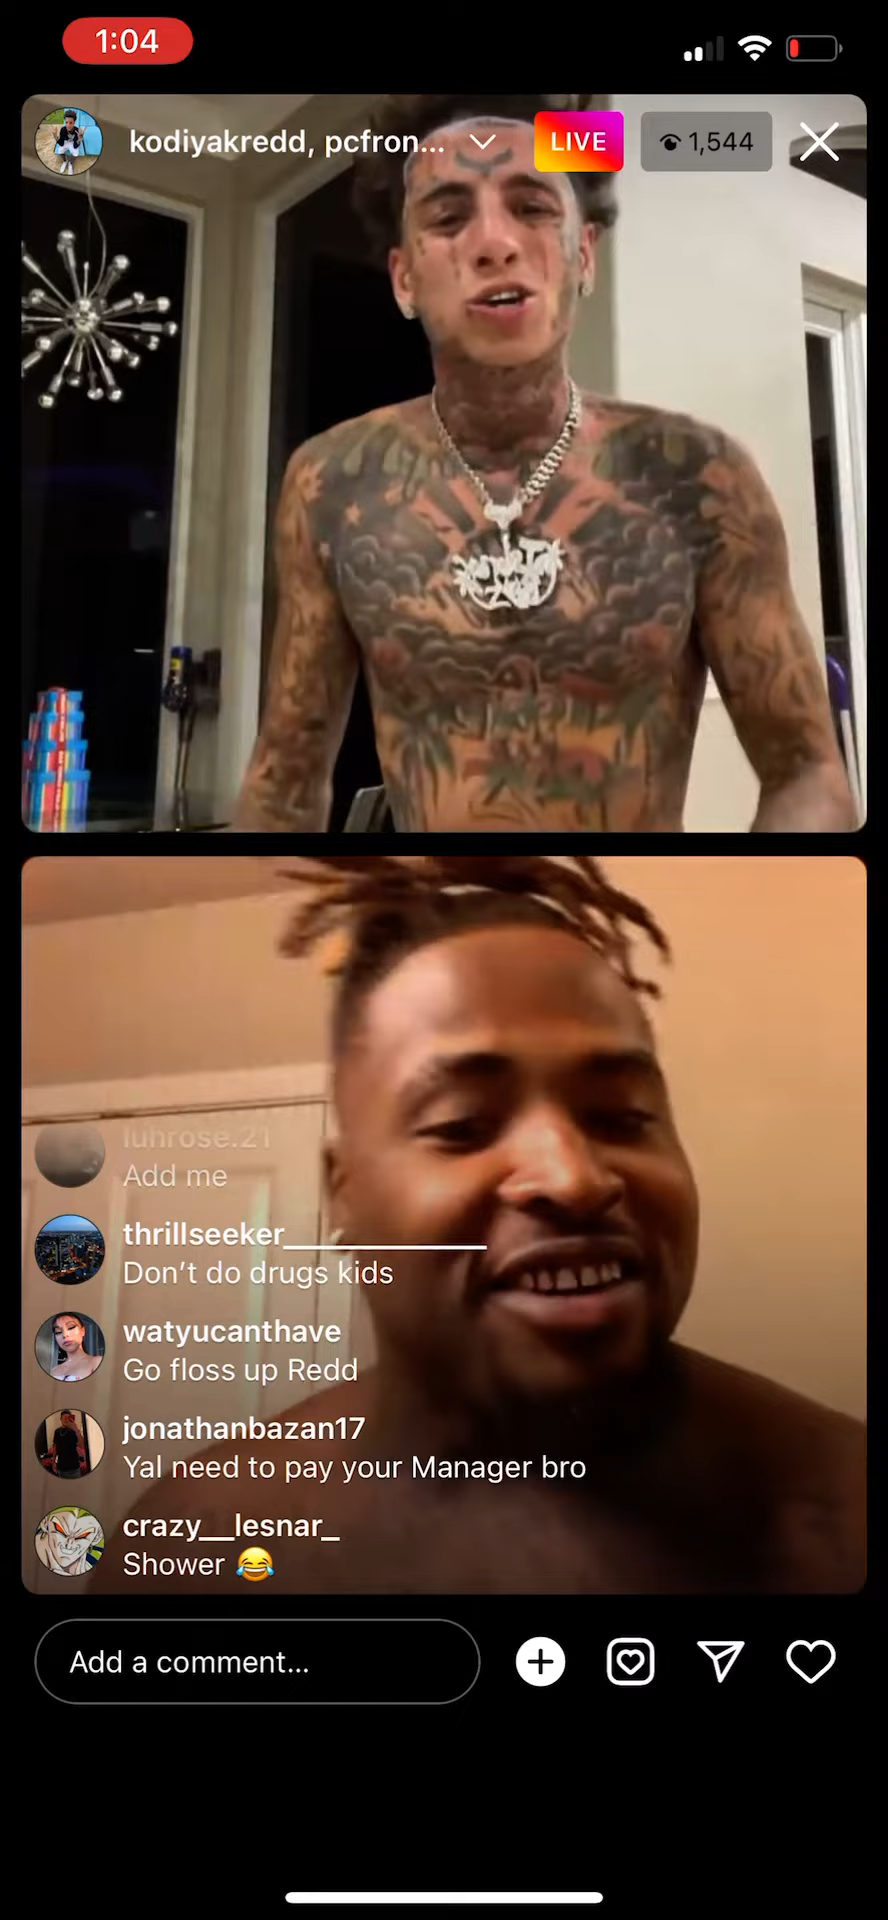 1:04
kodiyakredd, pcfron...
LIVE
1,544
luhrose.21
Add me
thrillseeker____________
Don’t do drugs kids
watyucanthave
Go floss up Redd
jonathanbazan17
Yal need to pay your Manager bro
crazy__lesnar_
Shower 😂
Add a comment...